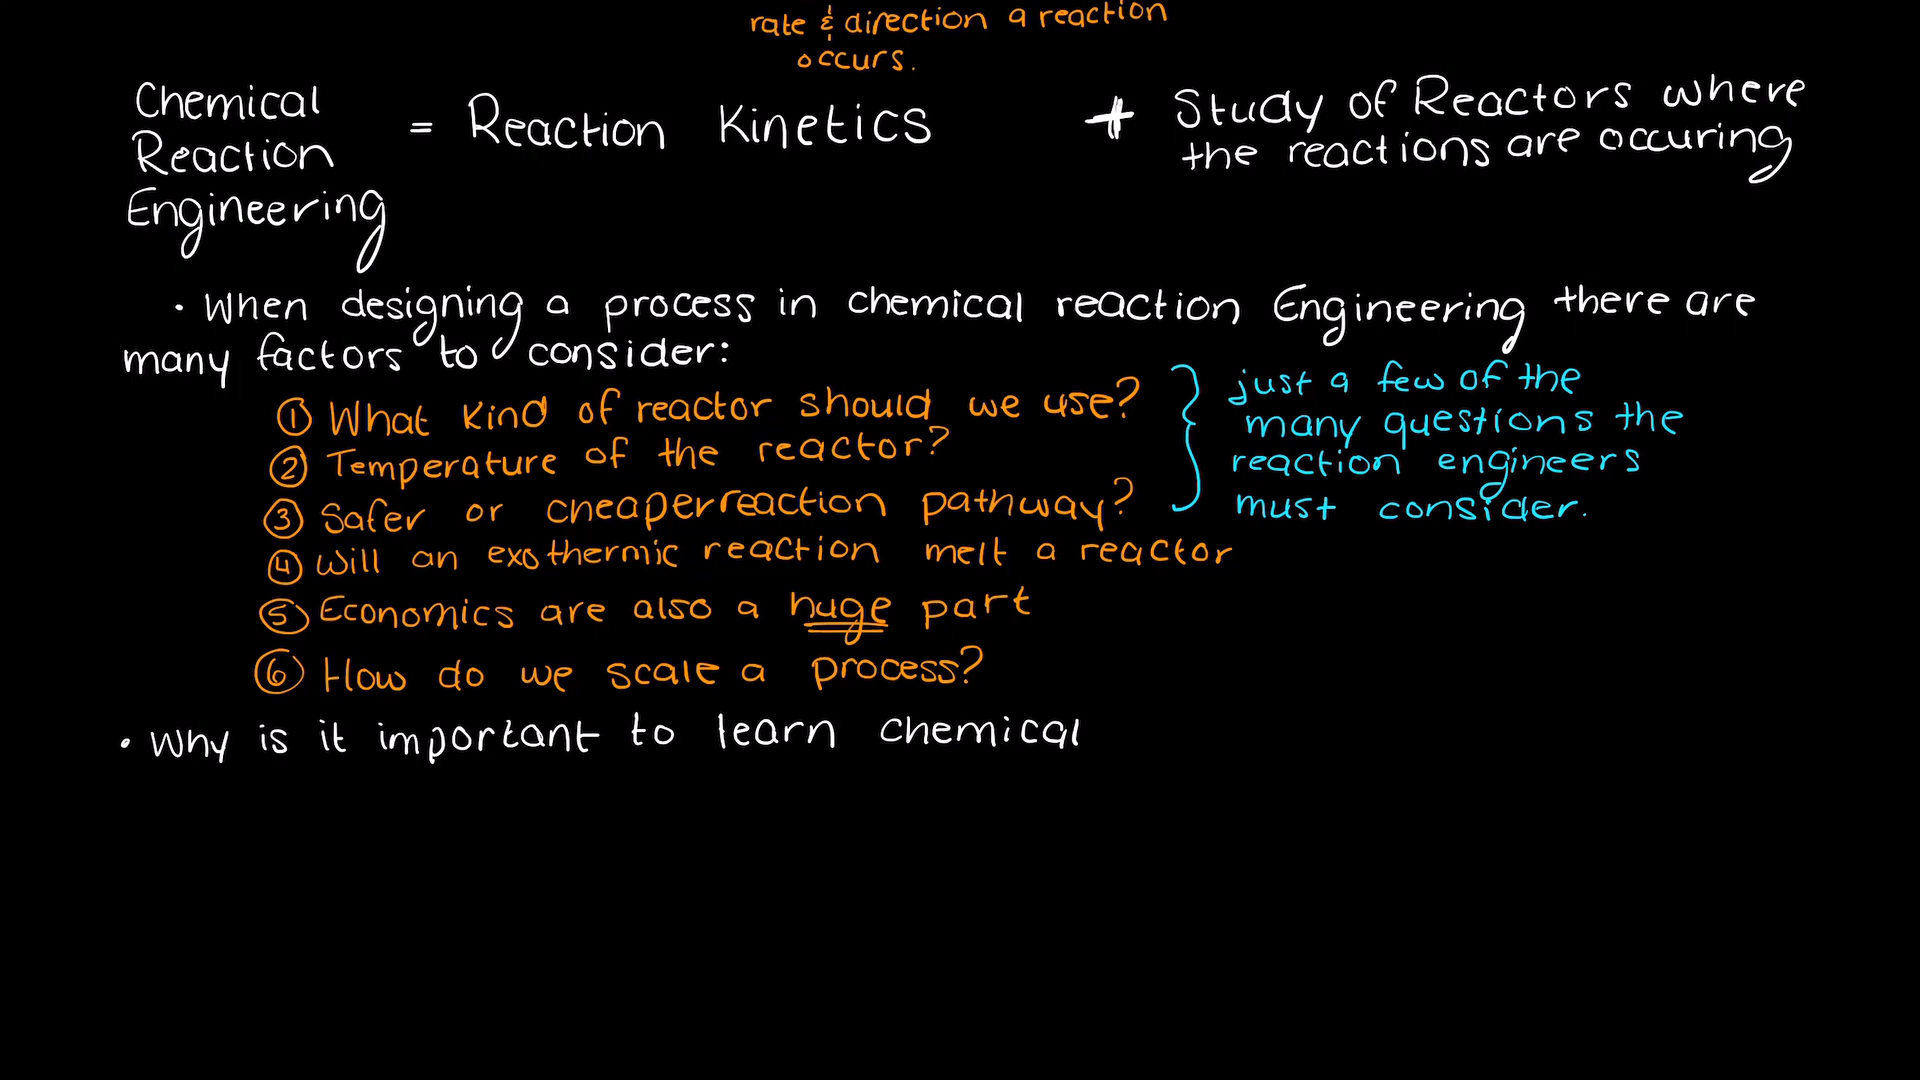 rate & direction a reaction
occurs.
Chemical
Reaction
Engineering
= Reaction Kinetics
+ Study of Reactors where
the reactions are occuring
• When designing a process in chemical reaction Engineering there are
many factors to consider:
① What kind of reactor should we use?
② Temperature of the reactor?
③ Safer or cheaper reaction pathway?
④ Will an exothermic reaction melt a reactor
⑤ Economics are also a huge part
⑥ How do we scale a process?
} just a few of the
many questions the
reaction engineers
must consider.
• Why is it important to learn chemical